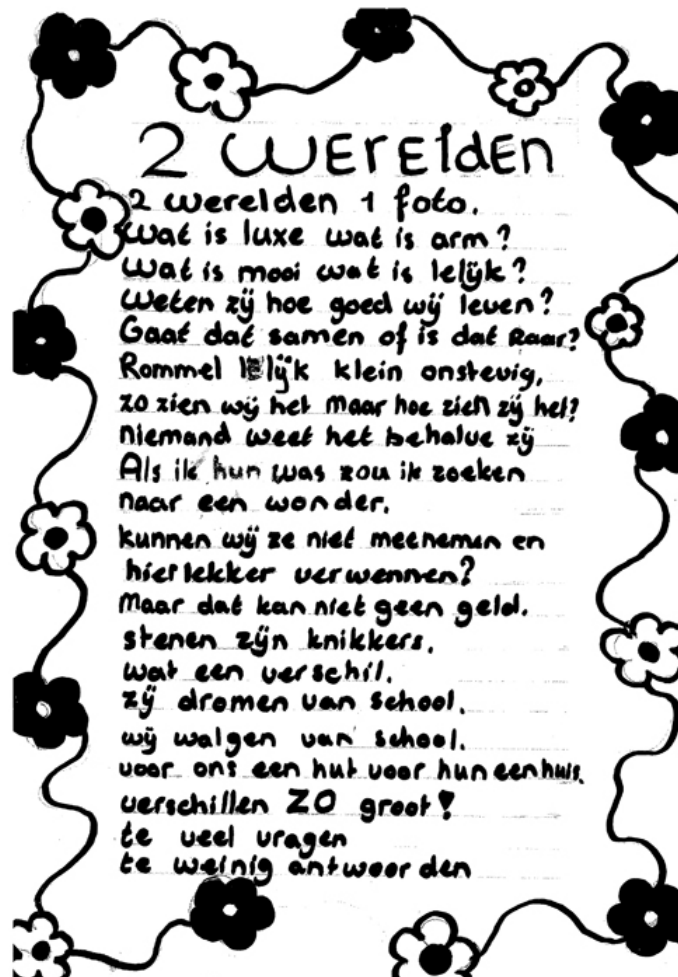 2 WErElDEN
2 werelden 1 foto.
Wat is luxe wat is arm?
Wat is mooi wat is lelijk?
Weten zij hoe goed wij leven?
Gaat dat samen of is dat Raar?
Rommel lelijk klein onstevig,
zo zien wij het maar hoe zien zij het?
niemand weet het behalve zij
Als ik hun was zou ik zoeken
naar een wonder.
kunnen wij ze niet meenemen en
hier lekker verwennen?
Maar dat kan niet geen geld.
stenen zijn knikkers.
wat een verschil.
zij dromen van school.
wij walgen van school.
voor ons een hut voor hun een huis.
verschillen ZO groot!
te veel vragen
te weinig antwoorden